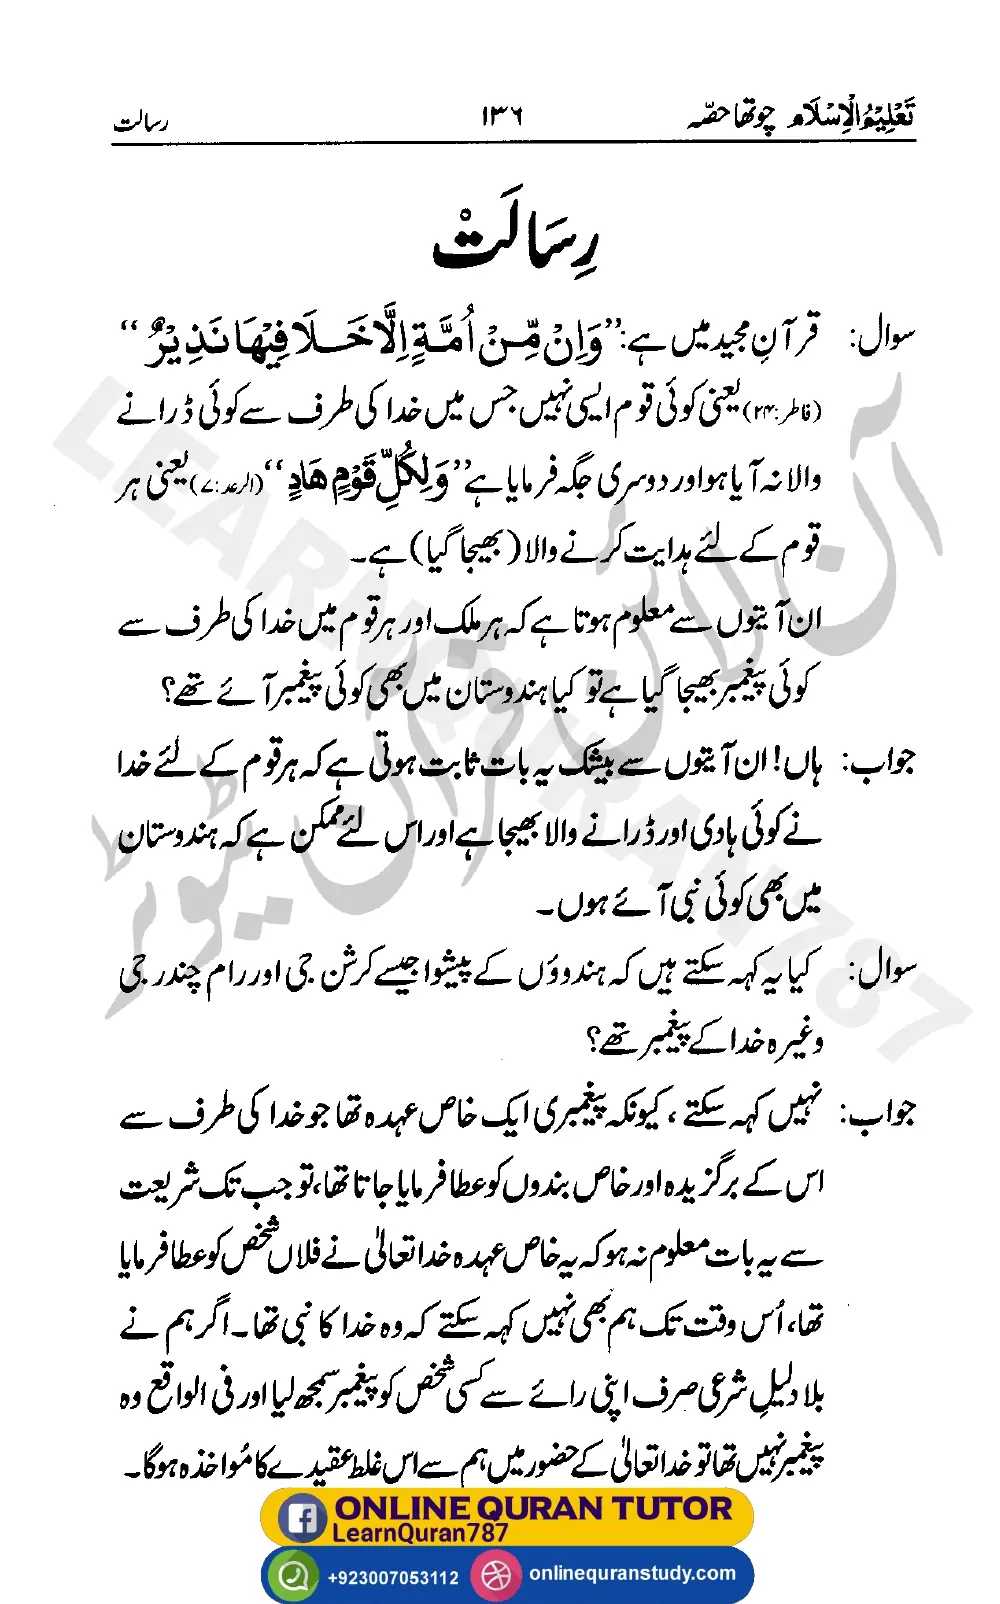 تَعْلِیْمُ الْاِسْلَام چوتھا حصّہ ۱۳۶ رسالت
رِسَالَتْ
سوال: قرآنِ مجید میں ہے: ’’وَاِنْ مِّنْ اُمَّةٍ اِلَّا خَلَا فِيْهَا نَذِيْرٌ‘‘
(فاطر:۲۴) یعنی کوئی قوم ایسی نہیں جس میں خدا کی طرف سے کوئی ڈرانے
والا نہ آیا ہو اور دوسری جگہ فرمایا ہے ’’وَلِكُلِّ قَوْمٍ هَادٍ‘‘ (الرعد:۷) یعنی ہر
قوم کے لئے ہدایت کرنے والا (بھیجا گیا) ہے۔
ان آیتوں سے معلوم ہوتا ہے کہ ہر ملک اور ہر قوم میں خدا کی طرف سے
کوئی پیغمبر بھیجا گیا ہے تو کیا ہندوستان میں بھی کوئی پیغمبر آئے تھے؟
جواب: ہاں! ان آیتوں سے بیشک یہ بات ثابت ہوتی ہے کہ ہر قوم کے لئے خدا
نے کوئی ہادی اور ڈرانے والا بھیجا ہے اور اس لئے ممکن ہے کہ ہندوستان
میں بھی کوئی نبی آئے ہوں۔
سوال: کیا یہ کہہ سکتے ہیں کہ ہندوؤں کے پیشوا جیسے کرشن جی اور رام چندر جی
وغیرہ خدا کے پیغمبر تھے؟
جواب: نہیں کہہ سکتے، کیونکہ پیغمبری ایک خاص عہدہ تھا جو خدا کی طرف سے
اس کے برگزیدہ اور خاص بندوں کو عطا فرمایا جاتا تھا، تو جب تک شریعت
سے یہ بات معلوم نہ ہو کہ یہ خاص عہدہ خدا تعالیٰ نے فلاں شخص کو عطا فرمایا
تھا، اُس وقت تک ہم بھی نہیں کہہ سکتے کہ وہ خدا کا نبی تھا۔ اگر ہم نے
بلا دلیلِ شرعی صرف اپنی رائے سے کسی شخص کو پیغمبر سمجھ لیا اور فی الواقع وہ
پیغمبر نہیں تھا تو خدا تعالیٰ کے حضور میں ہم سے اس غلط عقیدے کا مُواخذہ ہوگا۔
آن لائن قرآن ٹیوٹر
LEARNQURAN787
ONLINE QURAN TUTOR
LearnQuran787
+923007053112 onlinequranstudy.com